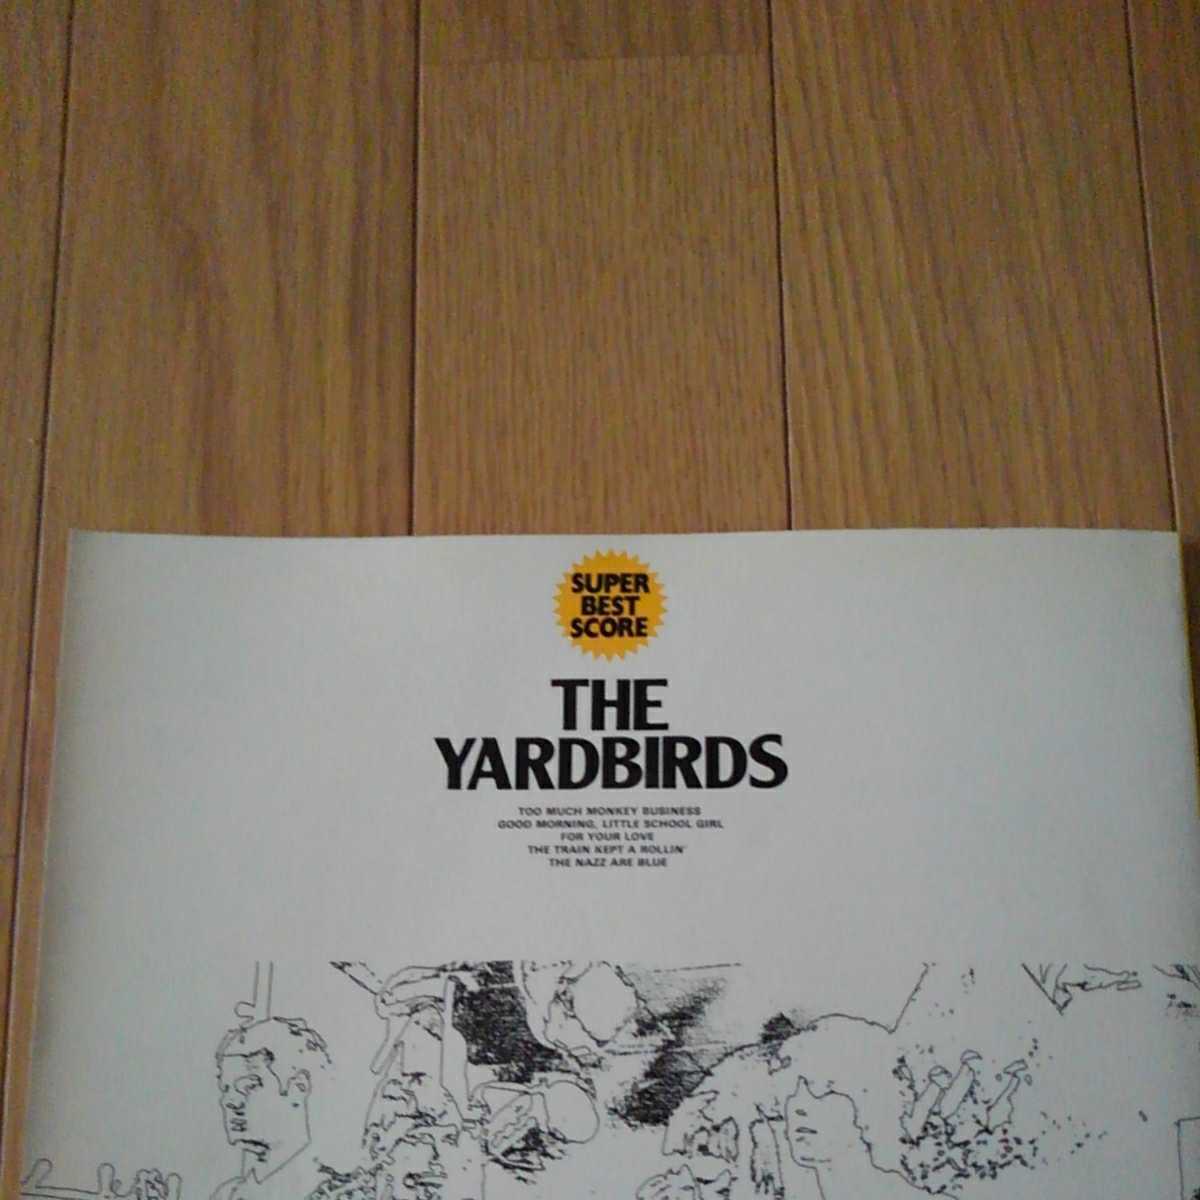 SUPER
BEST
SCORE
THE
YARDBIRDS
TOO MUCH MONKEY BUSINESS
GOOD MORNING, LITTLE SCHOOL GIRL
FOR YOUR LOVE
THE TRAIN KEPT A ROLLIN'
THE NAZZ ARE BLUE